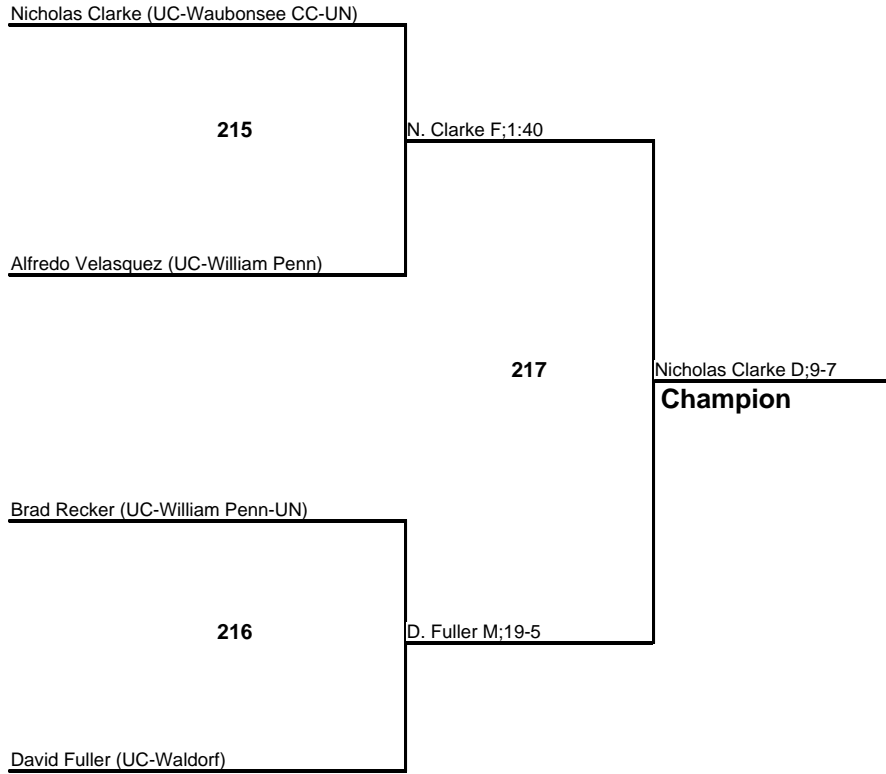 Nicholas Clarke (UC-Waubonsee CC-UN)
215
N. Clarke F;1:40
Alfredo Velasquez (UC-William Penn)
217
Nicholas Clarke D;9-7
Champion
Brad Recker (UC-William Penn-UN)
216
D. Fuller M;19-5
David Fuller (UC-Waldorf)